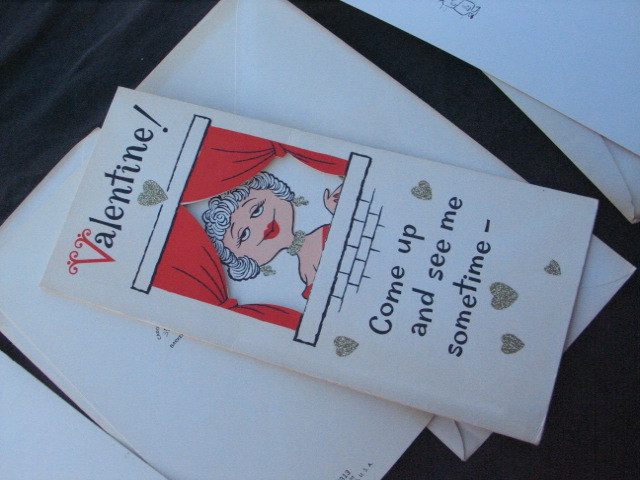 Valentine!
Come up
and see me
sometime -
U. S. A.